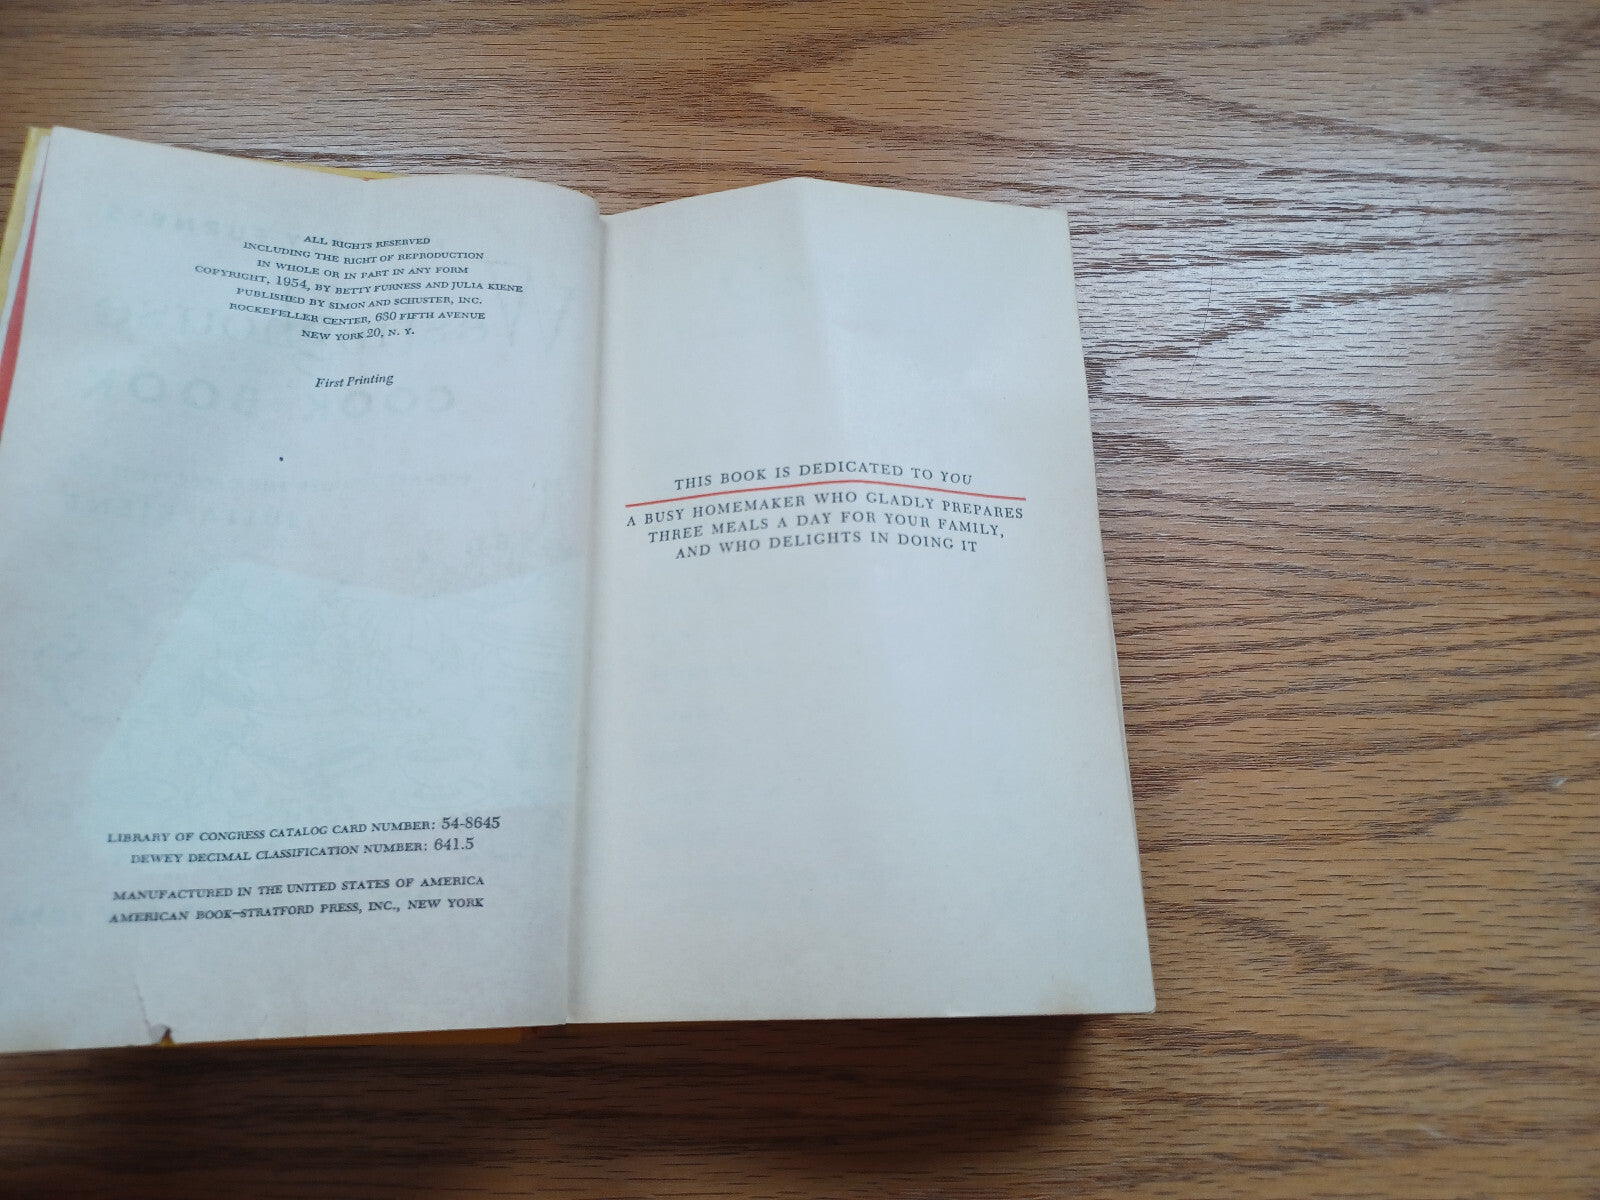 ALL RIGHTS RESERVED
INCLUDING THE RIGHT OF REPRODUCTION
IN WHOLE OR IN PART IN ANY FORM
COPYRIGHT, 1954, BY BETTY FURNESS AND JULIA KIENE
PUBLISHED BY SIMON AND SCHUSTER, INC.
ROCKEFELLER CENTER, 630 FIFTH AVENUE
NEW YORK 20, N. Y.
First Printing
LIBRARY OF CONGRESS CATALOG CARD NUMBER: 54-8645
DEWEY DECIMAL CLASSIFICATION NUMBER: 641.5
MANUFACTURED IN THE UNITED STATES OF AMERICA
AMERICAN BOOK–STRATFORD PRESS, INC., NEW YORK
THIS BOOK IS DEDICATED TO YOU
A BUSY HOMEMAKER WHO GLADLY PREPARES
THREE MEALS A DAY FOR YOUR FAMILY,
AND WHO DELIGHTS IN DOING IT